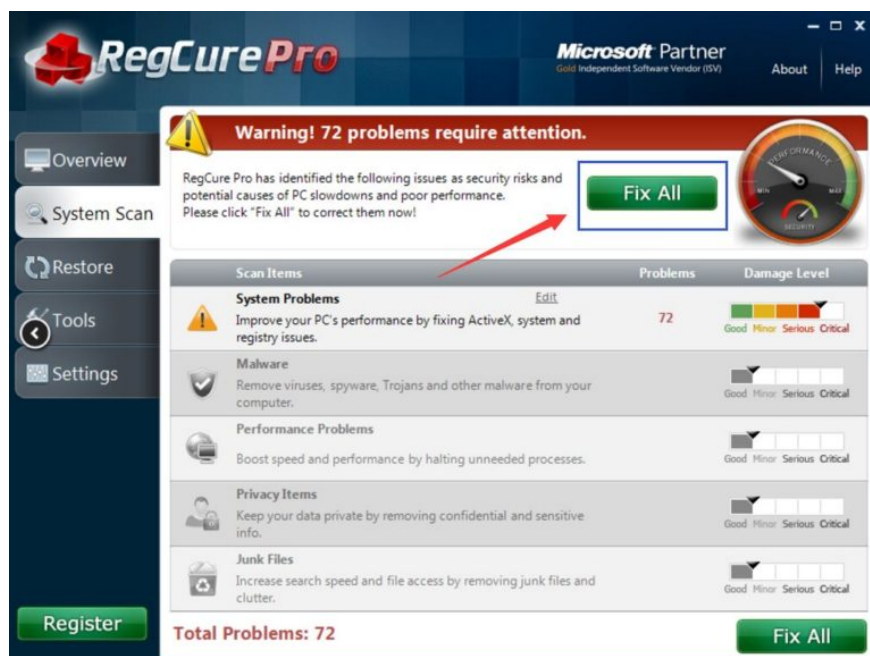 RegCure Pro
Microsoft Partner
Gold Independent Software Vendor (ISV)
About
Help
Overview
System Scan
Restore
Tools
Settings
Register
Warning! 72 problems require attention.
RegCure Pro has identified the following issues as security risks and
potential causes of PC slowdowns and poor performance.
Please click "Fix All" to correct them now!
Fix All
PERFORMANCE
MIN
MAX
SECURITY
Scan Items
Problems
Damage Level
System Problems
Edit
Improve your PC's performance by fixing ActiveX, system and
registry issues.
72
Good Minor Serious Critical
Malware
Remove viruses, spyware, Trojans and other malware from your
computer.
Good Minor Serious Critical
Performance Problems
Boost speed and performance by halting unneeded processes.
Good Minor Serious Critical
Privacy Items
Keep your data private by removing confidential and sensitive
info.
Good Minor Serious Critical
Junk Files
Increase search speed and file access by removing junk files and
clutter.
Good Minor Serious Critical
Total Problems: 72
Fix All